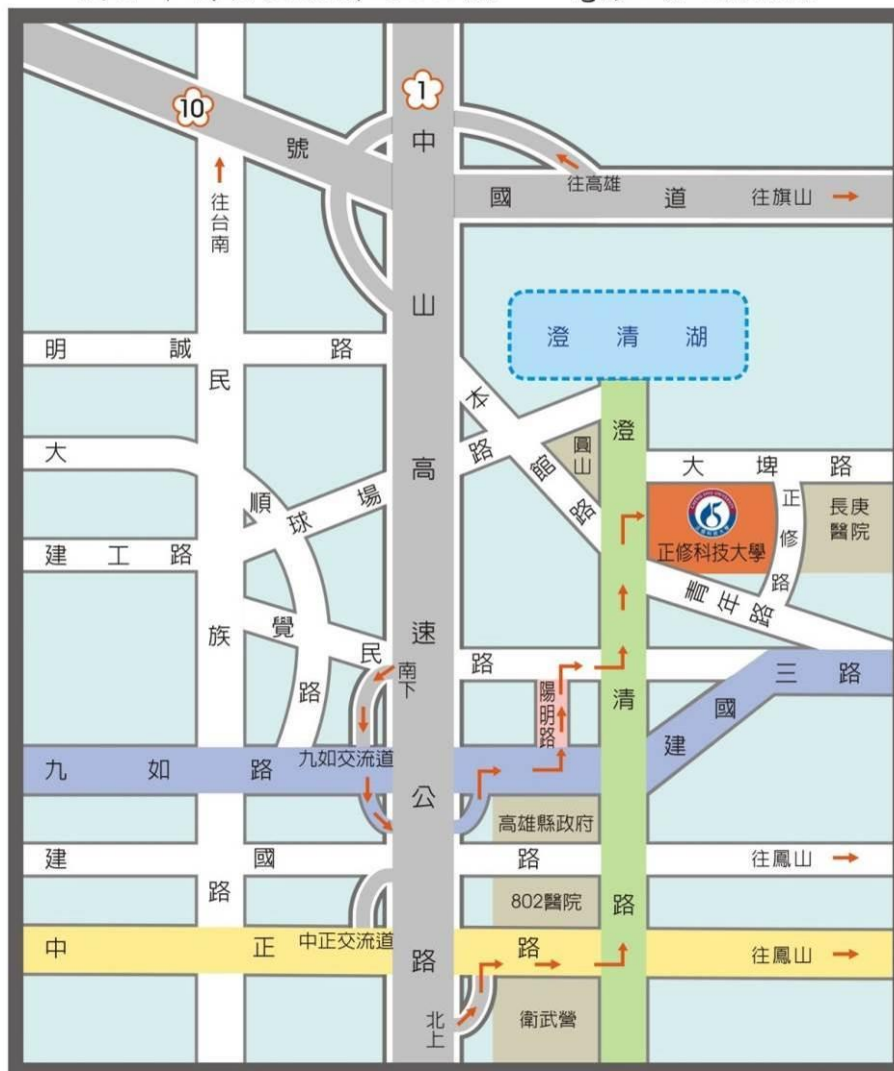 1
10
號
中山高速公路
國道
往高雄
往旗山
往台南
澄清湖
明誠路
民族路
本館路
大順路
球場路
圓山
澄清路
大埤路
正修科技大學
正修路
長庚醫院
建工路
青年路
覺民路
南下
陽明路
建國三路
九如路
九如交流道
高雄縣政府
建國路
往鳳山
802醫院
中正路
中正交流道
往鳳山
北上
衛武營